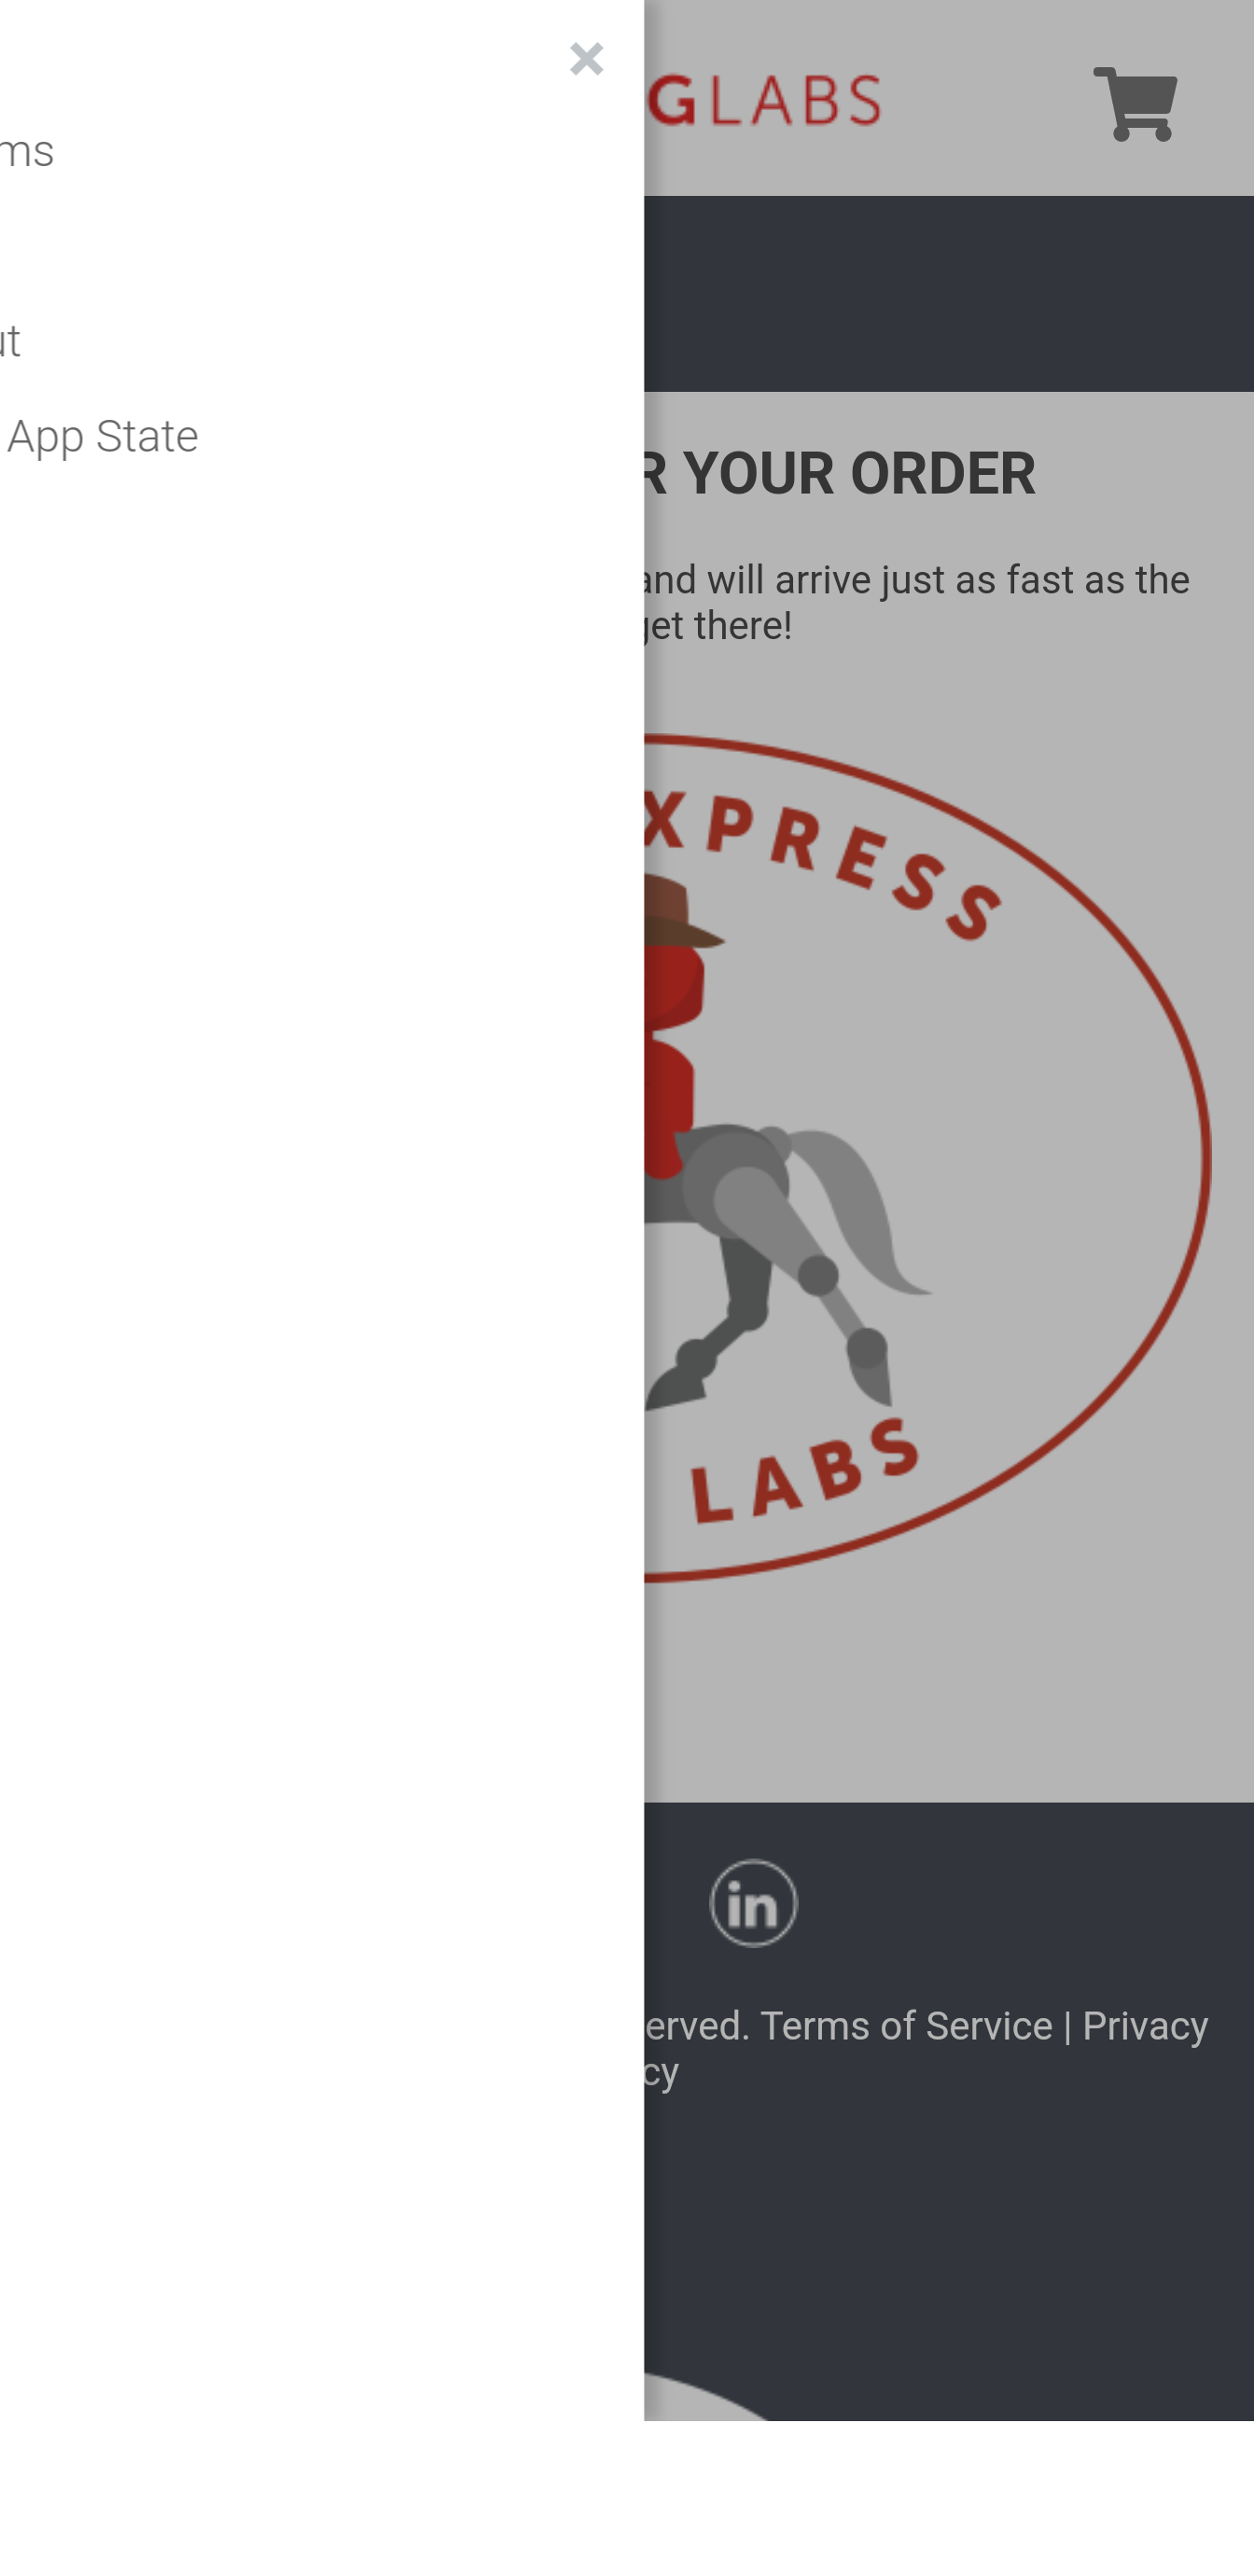 GLABS
ms
ut
App State
R YOUR ORDER
and will arrive just as fast as the
get there!
XPRESS
LABS
in
erved. Terms of Service | Privacy
cy